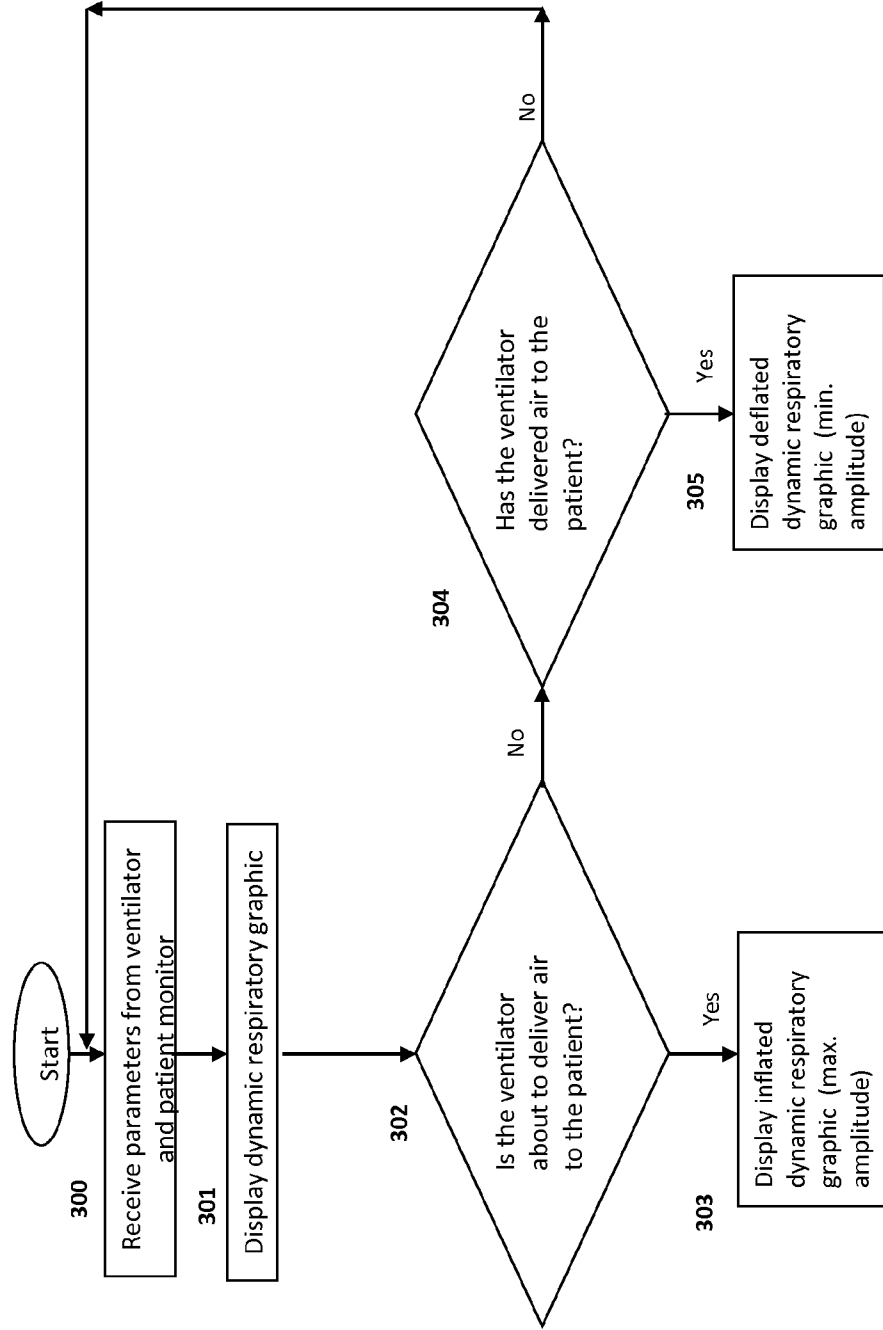 Start
300
Receive parameters from ventilator
and patient monitor
301
Display dynamic respiratory graphic
302
Is the ventilator
about to deliver air
to the patient?
No
304
Has the ventilator
delivered air to the
patient?
No
Yes
303
Display inflated
dynamic respiratory
graphic (max.
amplitude)
Yes
305
Display deflated
dynamic respiratory
graphic (min.
amplitude)